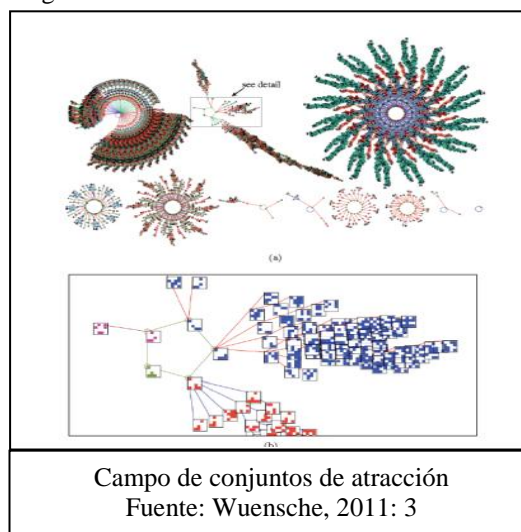 see detail
(a)
(b)
Campo de conjuntos de atracción
Fuente: Wuensche, 2011: 3